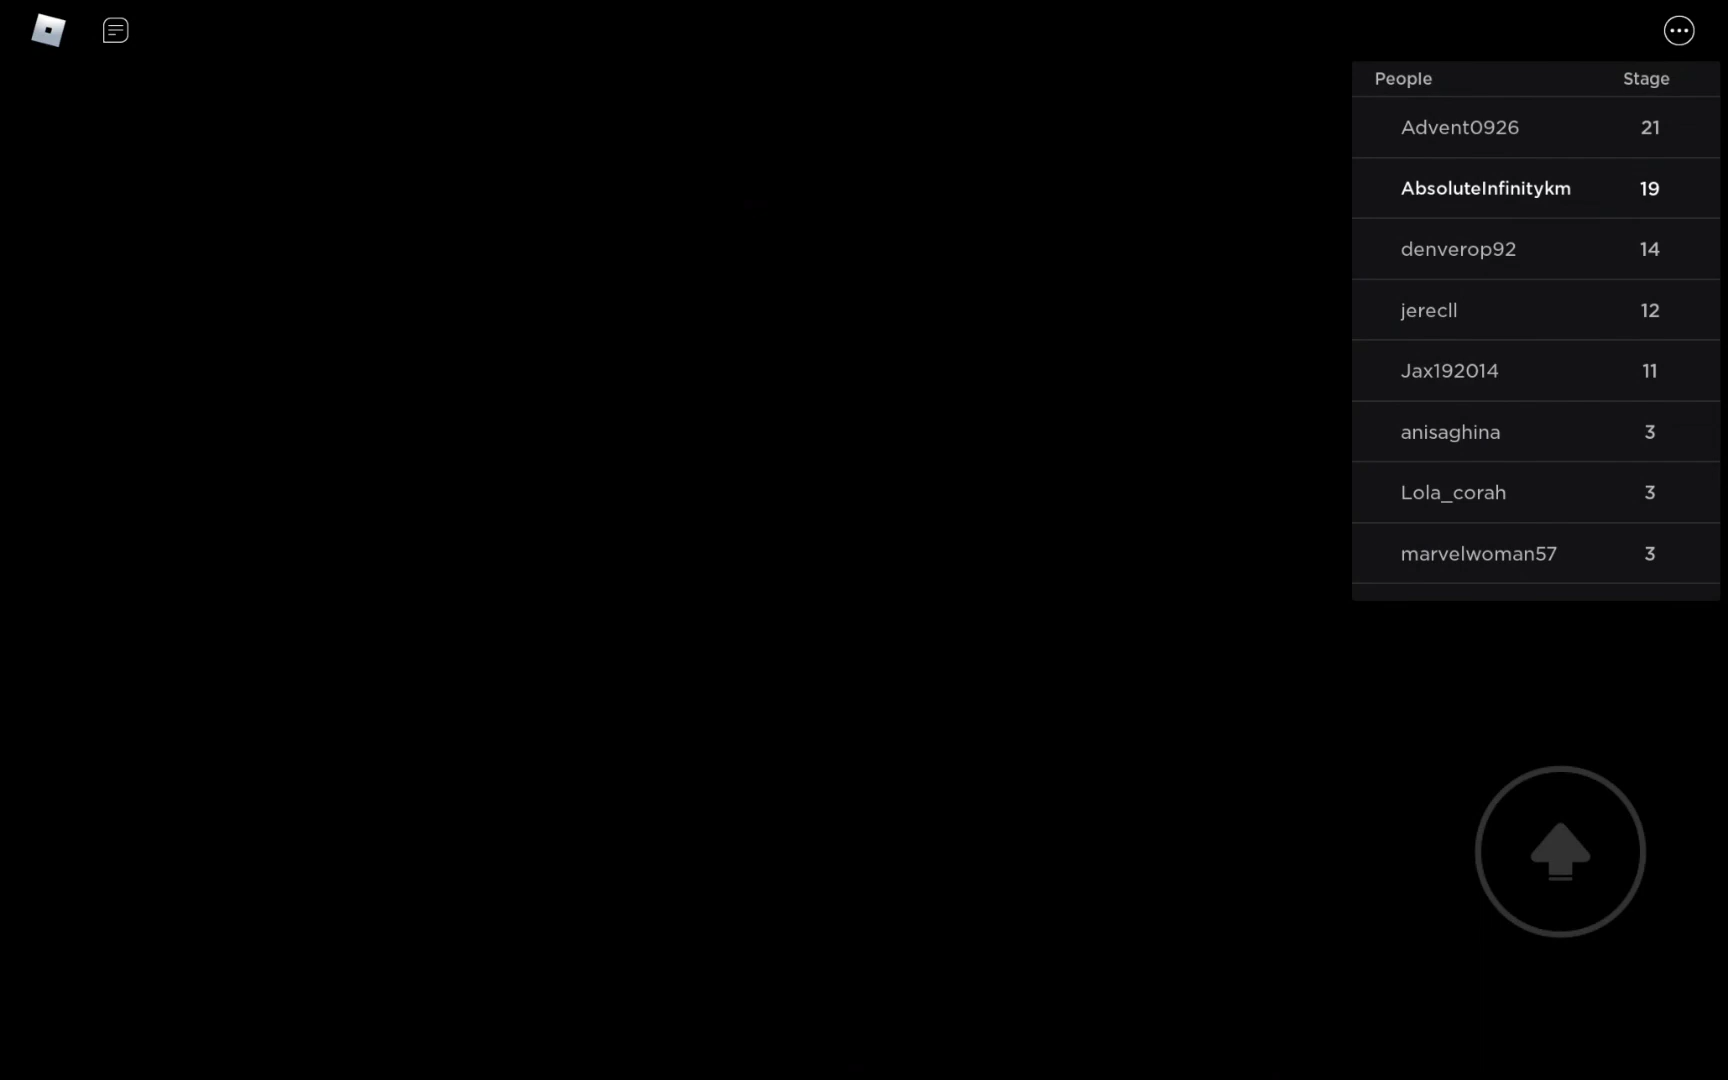 People Stage
Advent0926 21
AbsoluteInfinitykm 19
denverop92 14
jerecll 12
Jax192014 11
anisaghina 3
Lola_corah 3
marvelwoman57 3